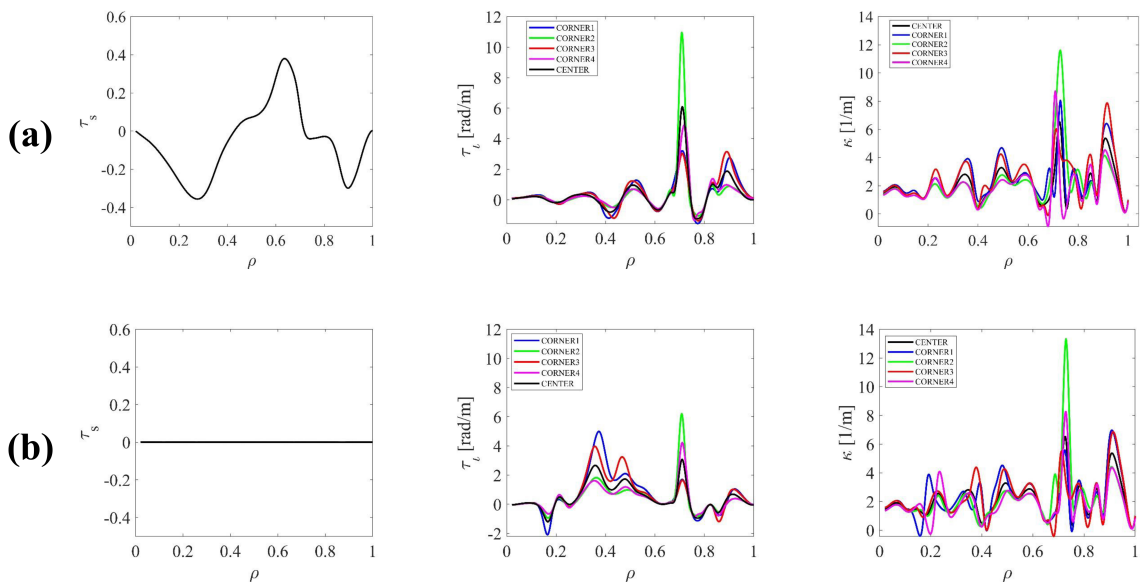 (a)
0.6
0.4
0.2
0
-0.2
-0.4
τs
0 0.2 0.4 0.6 0.8 1
ρ
12
10
8
6
4
2
0
-2
τι [rad/m]
CORNER1
CORNER2
CORNER3
CORNER4
CENTER
0 0.2 0.4 0.6 0.8 1
ρ
14
12
10
8
6
4
2
0
κ [1/m]
CENTER
CORNER1
CORNER2
CORNER3
CORNER4
0 0.2 0.4 0.6 0.8 1
ρ
(b)
0.6
0.4
0.2
0
-0.2
-0.4
τs
0 0.2 0.4 0.6 0.8 1
ρ
12
10
8
6
4
2
0
-2
τι [rad/m]
CORNER1
CORNER2
CORNER3
CORNER4
CENTER
0 0.2 0.4 0.6 0.8 1
ρ
14
12
10
8
6
4
2
0
κ [1/m]
CENTER
CORNER1
CORNER2
CORNER3
CORNER4
0 0.2 0.4 0.6 0.8 1
ρ